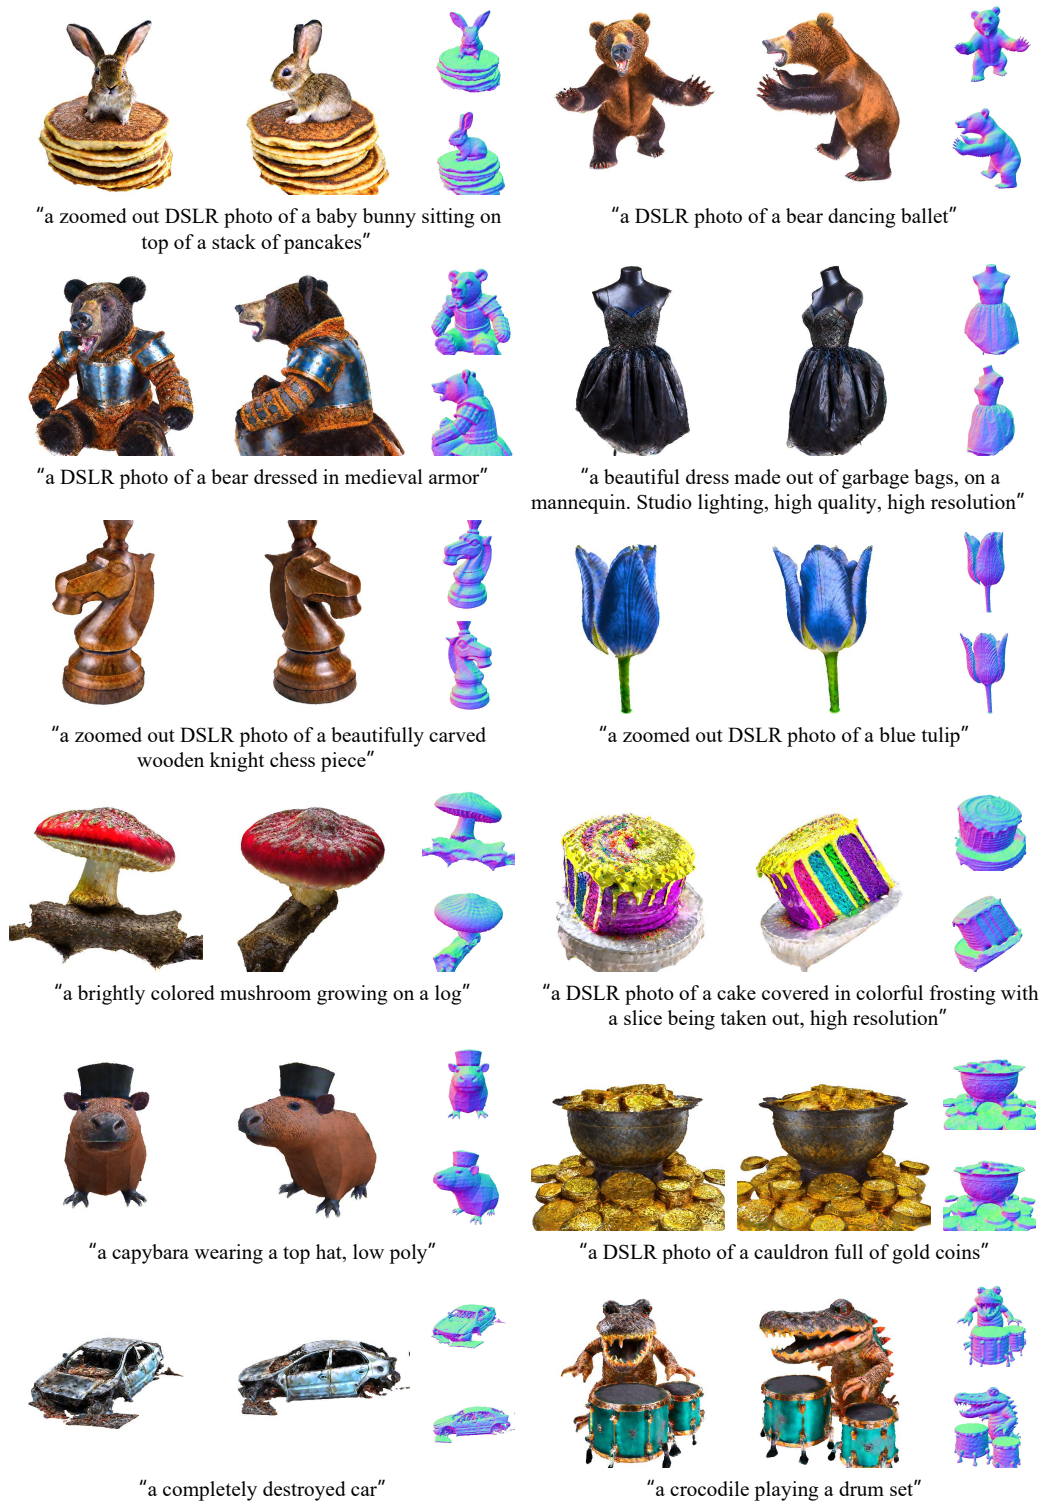 "a zoomed out DSLR photo of a baby bunny sitting on
top of a stack of pancakes"
"a DSLR photo of a bear dancing ballet"
"a DSLR photo of a bear dressed in medieval armor"
"a beautiful dress made out of garbage bags, on a
mannequin. Studio lighting, high quality, high resolution"
"a zoomed out DSLR photo of a beautifully carved
wooden knight chess piece"
"a zoomed out DSLR photo of a blue tulip"
"a brightly colored mushroom growing on a log"
"a DSLR photo of a cake covered in colorful frosting with
a slice being taken out, high resolution"
"a capybara wearing a top hat, low poly"
"a DSLR photo of a cauldron full of gold coins"
"a completely destroyed car"
"a crocodile playing a drum set"